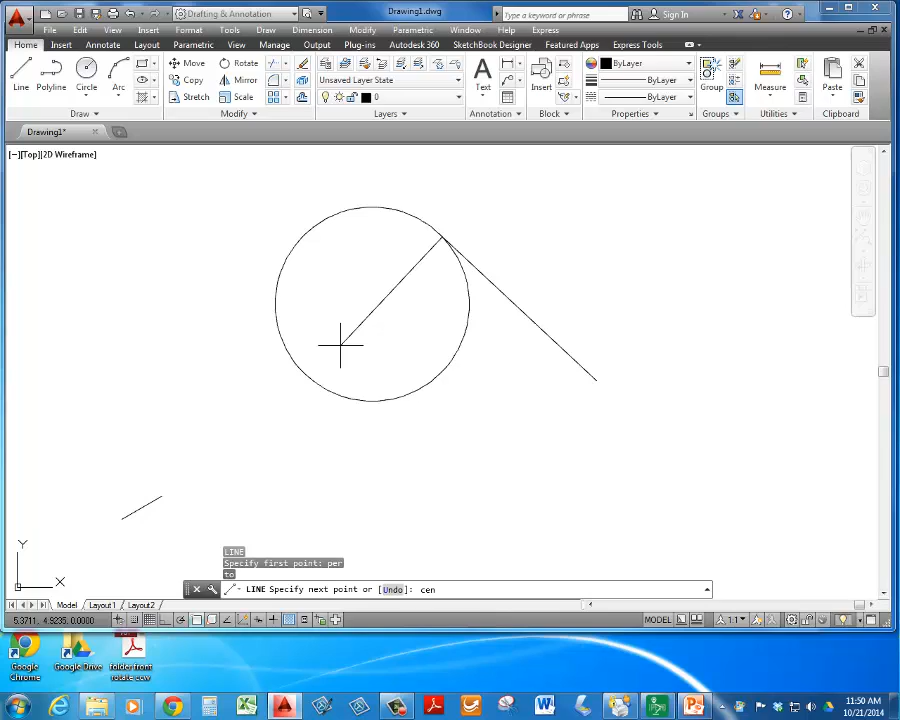 Drafting & Annotation
Drawing1.dwg
Type a keyword or phrase
Sign In
File Edit View Insert Format Tools Draw Dimension Modify Parametric Window Help Express
Home Insert Annotate Layout Parametric View Manage Output Plug-ins Autodesk 360 SketchBook Designer Featured Apps Express Tools
Line Polyline Circle Arc
Move Rotate
Copy Mirror
Stretch Scale
Unsaved Layer State
0
Text
Insert
ByLayer
ByLayer
ByLayer
Group
Measure
Paste
Draw Modify Layers Annotation Block Properties Groups Utilities Clipboard
Drawing1*
[−][Top][2D Wireframe]
Y
X
LINE
Specify first point: per
to
LINE Specify next point or [Undo]: cen
Model Layout1 Layout2
5.3711, 4.9235, 0.0000
MODEL
1:1
Google Chrome
Google Drive
folder front rotate ccw
11:50 AM
10/21/2014